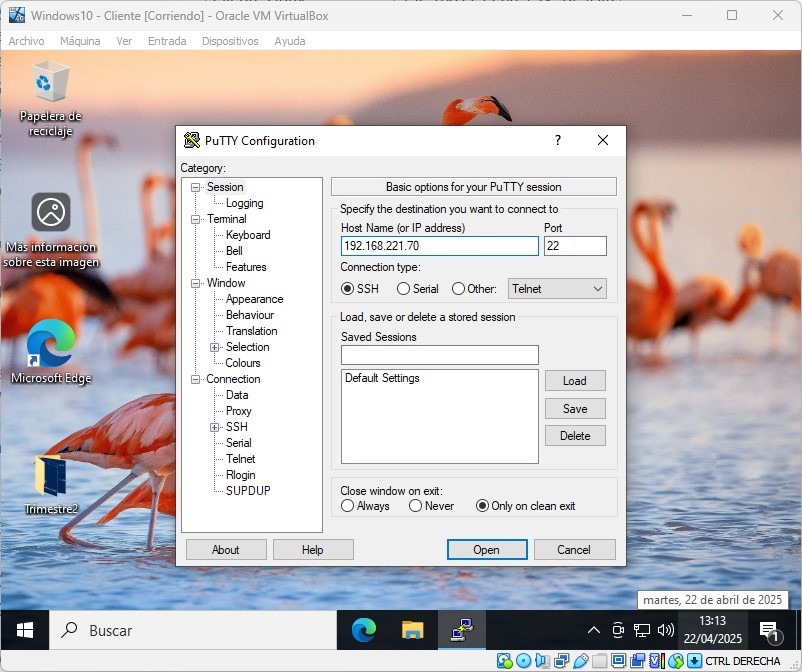 Windows10 - Cliente [Corriendo] - Oracle VM VirtualBox
Archivo Máquina Ver Entrada Dispositivos Ayuda
Papelera de
reciclaje
Más información
sobre esta imagen
Microsoft Edge
Trimestre2
PuTTY Configuration
?
Category:
Session
Logging
Terminal
Keyboard
Bell
Features
Window
Appearance
Behaviour
Translation
Selection
Colours
Connection
Data
Proxy
SSH
Serial
Telnet
Rlogin
SUPDUP
Basic options for your PuTTY session
Specify the destination you want to connect to
Host Name (or IP address) Port
192.168.221.70 22
Connection type:
SSH Serial Other: Telnet
Load, save or delete a stored session
Saved Sessions
Default Settings
Load
Save
Delete
Close window on exit:
Always Never Only on clean exit
About Help Open Cancel
martes, 22 de abril de 2025
Buscar
13:13
22/04/2025
1
CTRL DERECHA